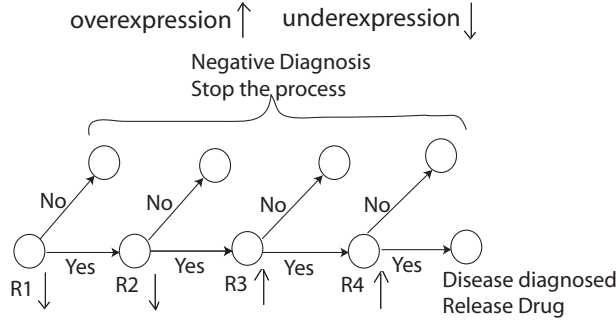 overexpression underexpression
Negative Diagnosis
Stop the process
No No No No
Yes Yes Yes Yes
R1 R2 R3 R4
Disease diagnosed
Release Drug